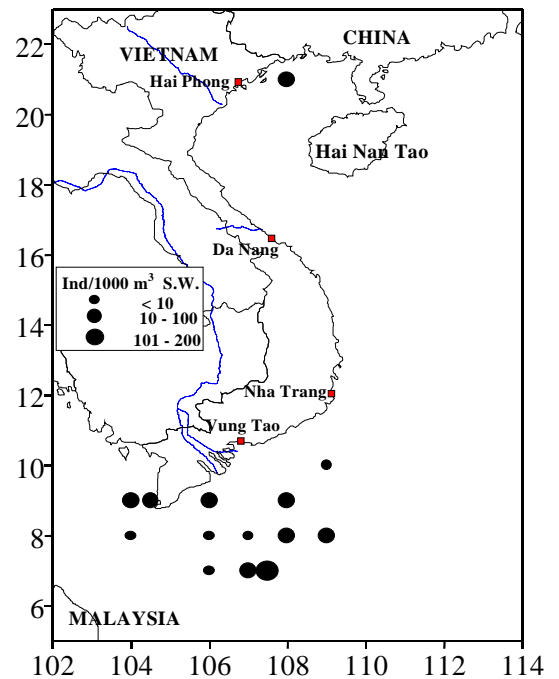 22
CHINA
VIETNAM
Hai Phong
20
Hai Nan Tao
18
16
Da Nang
Ind/1000 m³ S.W.
< 10
10 - 100
101 - 200
14
12
Nha Trang
Vung Tao
10
8
6
MALAYSIA
102 104 106 108 110 112 114